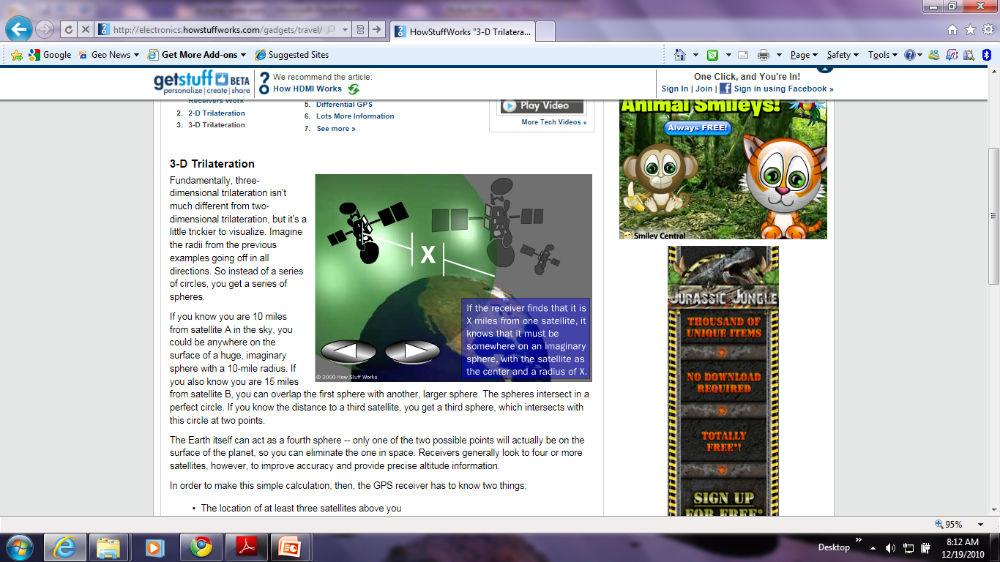 http://electronics.howstuffworks.com/gadgets/travel/
HowStuffWorks "3-D Trilatera...
Google
Geo News
Get More Add-ons
Suggested Sites
Page
Safety
Tools
getstuff BETA
personalize | create | share
We recommend the article:
How HDMI Works
One Click, and You're In!
Sign In | Join | Sign in using Facebook »
Receivers Work
2. 2-D Trilateration
3. 3-D Trilateration
5. Differential GPS
6. Lots More Information
7. See more »
Play Video
More Tech Videos »
Animal Smileys!
Always FREE!
Smiley Central
3-D Trilateration
Fundamentally, three-
dimensional trilateration isn't
much different from two-
dimensional trilateration, but it's a
little trickier to visualize. Imagine
the radii from the previous
examples going off in all
directions. So instead of a series
of circles, you get a series of
spheres.
If you know you are 10 miles
from satellite A in the sky, you
could be anywhere on the
surface of a huge, imaginary
sphere with a 10-mile radius. If
you also know you are 15 miles
from satellite B, you can overlap the first sphere with another, larger sphere. The spheres intersect in a
perfect circle. If you know the distance to a third satellite, you get a third sphere, which intersects with
this circle at two points.
The Earth itself can act as a fourth sphere -- only one of the two possible points will actually be on the
surface of the planet, so you can eliminate the one in space. Receivers generally look to four or more
satellites, however, to improve accuracy and provide precise altitude information.
In order to make this simple calculation, then, the GPS receiver has to know two things:
• The location of at least three satellites above you
X
If the receiver finds that it is
X miles from one satellite, it
knows that it must be
somewhere on an imaginary
sphere, with the satellite as
the center and a radius of X.
© 2000 How Stuff Works
JURASSIC JUNGLE
THOUSAND OF
UNIQUE ITEMS
NO DOWNLOAD
REQUIRED
TOTALLY
FREE*!
SIGN UP
FOR FREE*
95%
Desktop
8:12 AM
12/19/2010